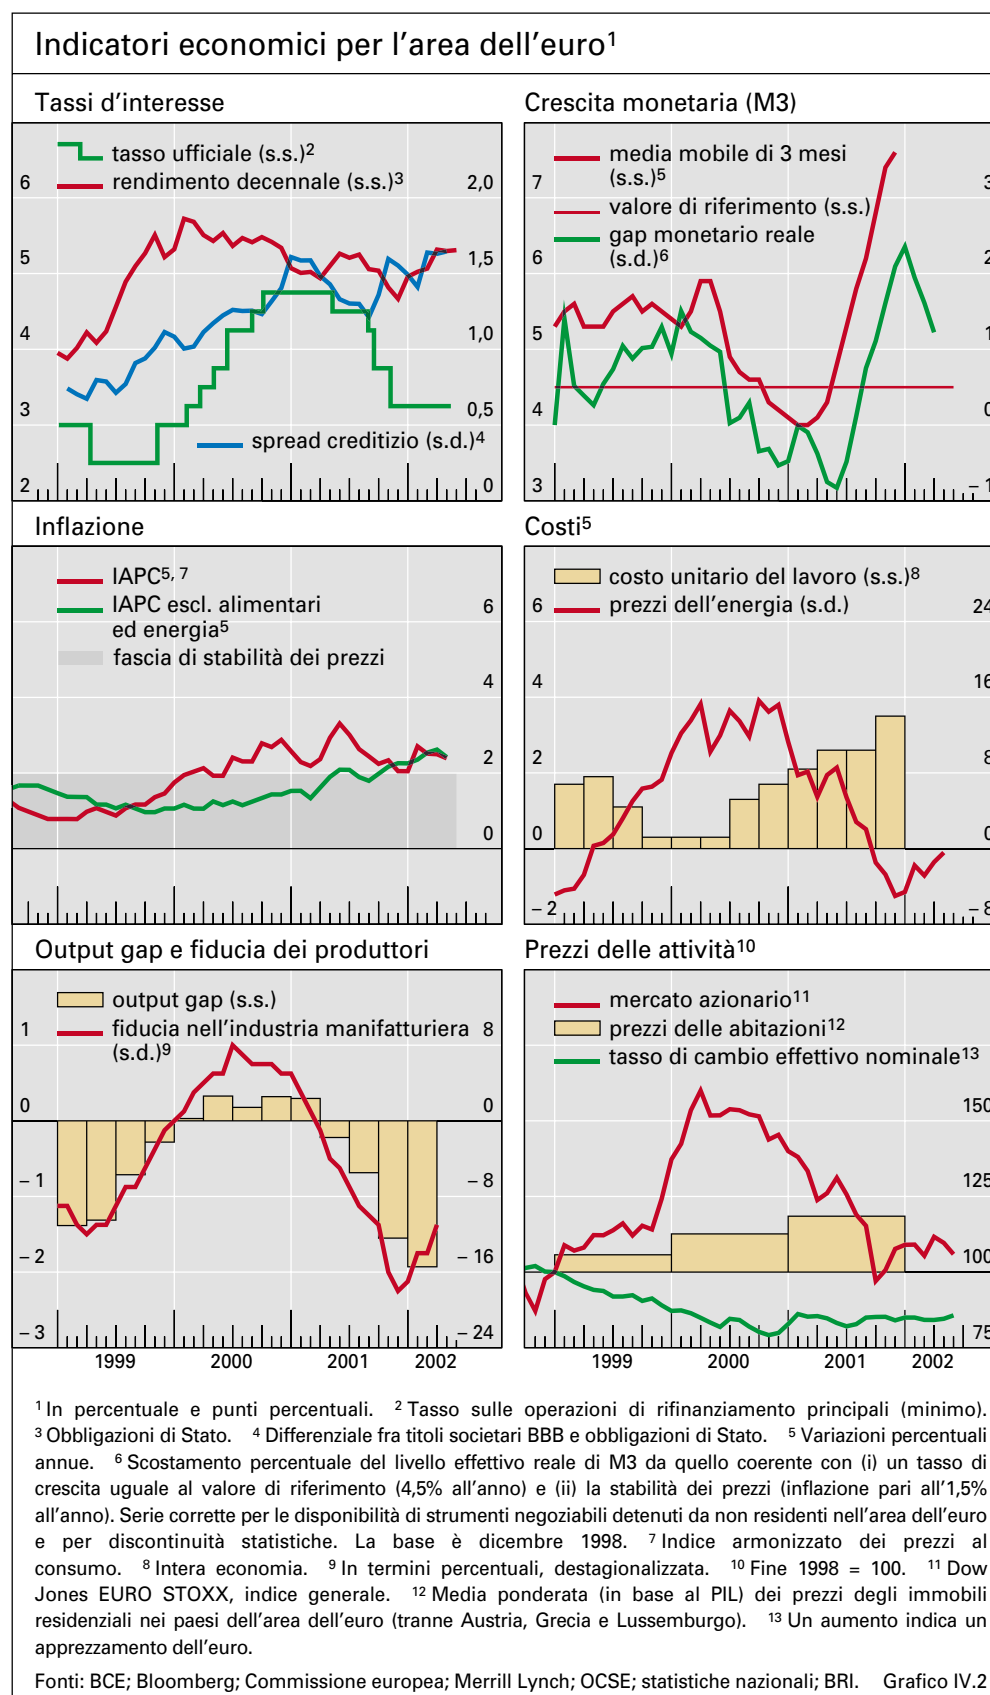 Indicatori economici per l'area dell'euro¹
Tassi d'interesse
tasso ufficiale (s.s.)²
rendimento decennale (s.s.)³
6 2,0
5 1,5
4 1,0
3 0,5
spread creditizio (s.d.)⁴
2 0
Crescita monetaria (M3)
media mobile di 3 mesi
(s.s.)⁵
7 3
valore di riferimento (s.s.)
gap monetario reale
(s.d.)⁶
6 2
5 1
4 0
3 –1
Inflazione
IAPC⁵,⁷
IAPC escl. alimentari
ed energia⁵
fascia di stabilità dei prezzi
6
4
2
0
Costi⁵
costo unitario del lavoro (s.s.)⁸
prezzi dell'energia (s.d.)
6 24
4 16
2 8
0 0
–2 –8
Output gap e fiducia dei produttori
output gap (s.s.)
fiducia nell'industria manifatturiera
(s.d.)⁹
1 8
0 0
–1 –8
–2 –16
–3 –24
1999 2000 2001 2002
Prezzi delle attività¹⁰
mercato azionario¹¹
prezzi delle abitazioni¹²
tasso di cambio effettivo nominale¹³
150
125
100
75
1999 2000 2001 2002
¹ In percentuale e punti percentuali. ² Tasso sulle operazioni di rifinanziamento principali (minimo).
³ Obbligazioni di Stato. ⁴ Differenziale fra titoli societari BBB e obbligazioni di Stato. ⁵ Variazioni percentuali
annue. ⁶ Scostamento percentuale del livello effettivo reale di M3 da quello coerente con (i) un tasso di
crescita uguale al valore di riferimento (4,5% all'anno) e (ii) la stabilità dei prezzi (inflazione pari all'1,5%
all'anno). Serie corrette per le disponibilità di strumenti negoziabili detenuti da non residenti nell'area dell'euro
e per discontinuità statistiche. La base è dicembre 1998. ⁷ Indice armonizzato dei prezzi al
consumo. ⁸ Intera economia. ⁹ In termini percentuali, destagionalizzata. ¹⁰ Fine 1998 = 100. ¹¹ Dow
Jones EURO STOXX, indice generale. ¹² Media ponderata (in base al PIL) dei prezzi degli immobili
residenziali nei paesi dell'area dell'euro (tranne Austria, Grecia e Lussemburgo). ¹³ Un aumento indica un
apprezzamento dell'euro.
Fonti: BCE; Bloomberg; Commissione europea; Merrill Lynch; OCSE; statistiche nazionali; BRI. Grafico IV.2